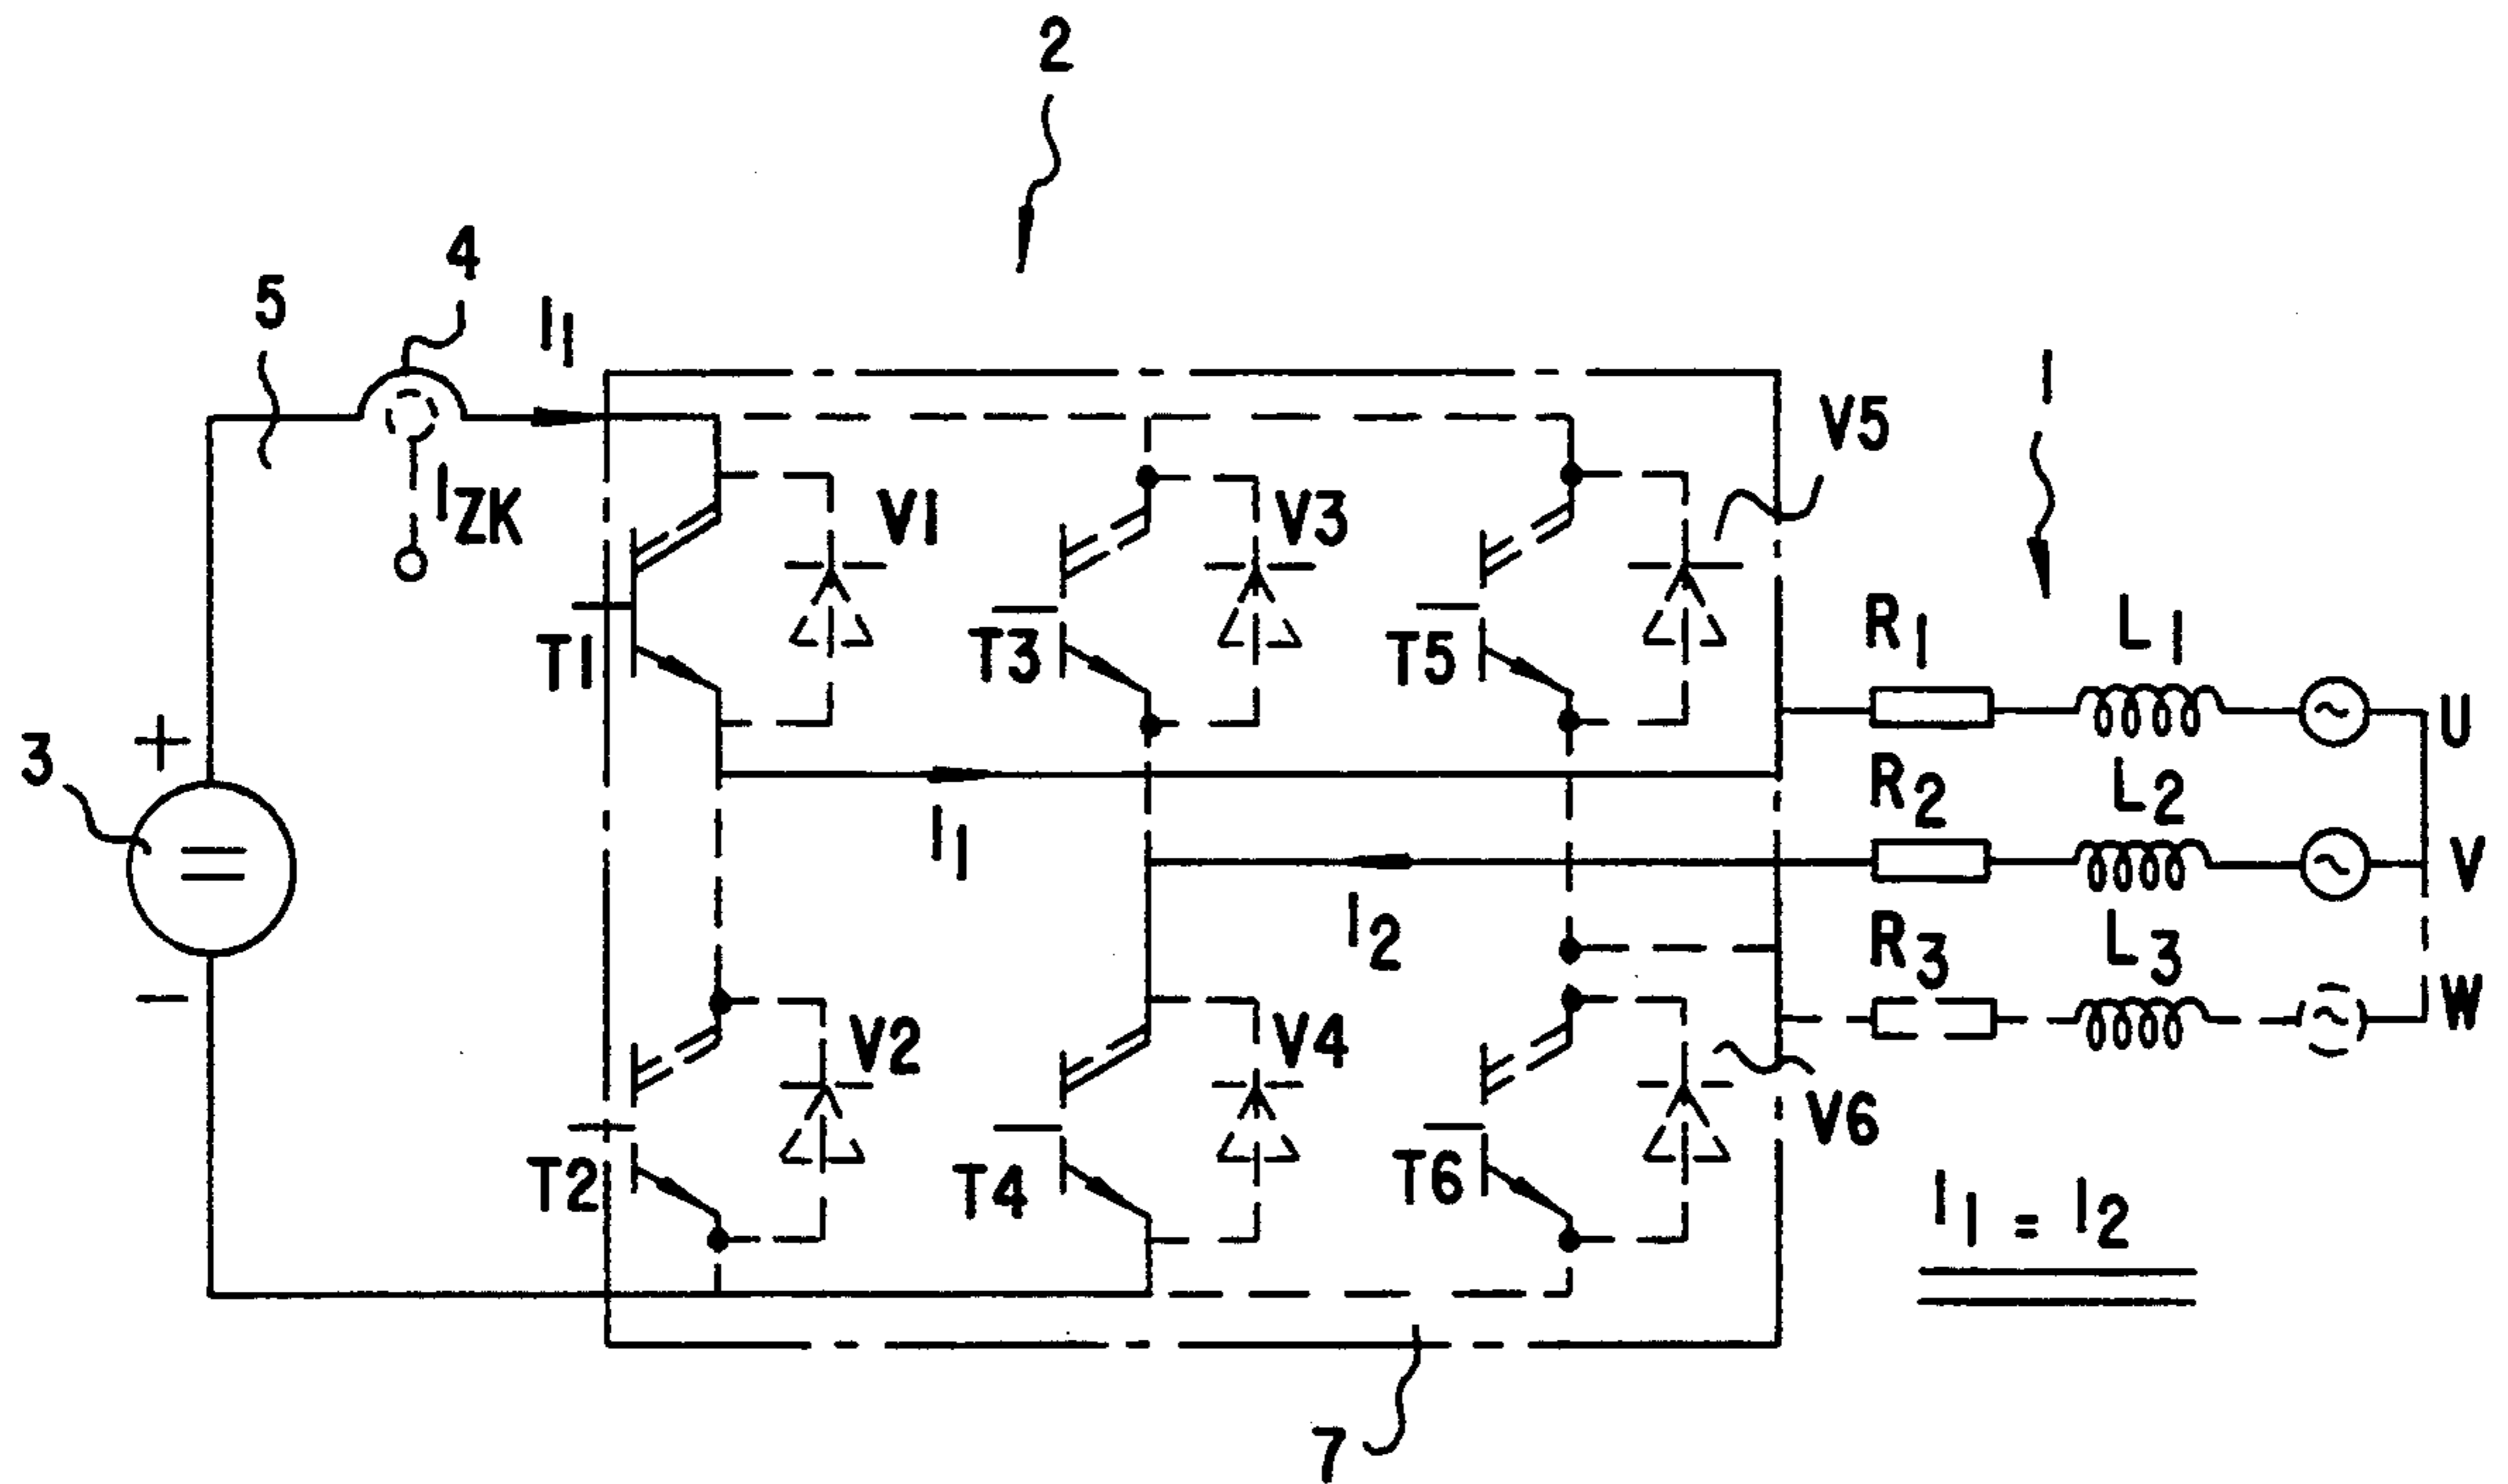 2
4
5
I1
1
V5
V1
V3
IZK
R1
L1
T1
T3
T5
+
U
3
R2
L2
=
I1
V
I2
R3
L3
−
W
V2
V4
V6
T2
T4
T6
I1 = I2
7